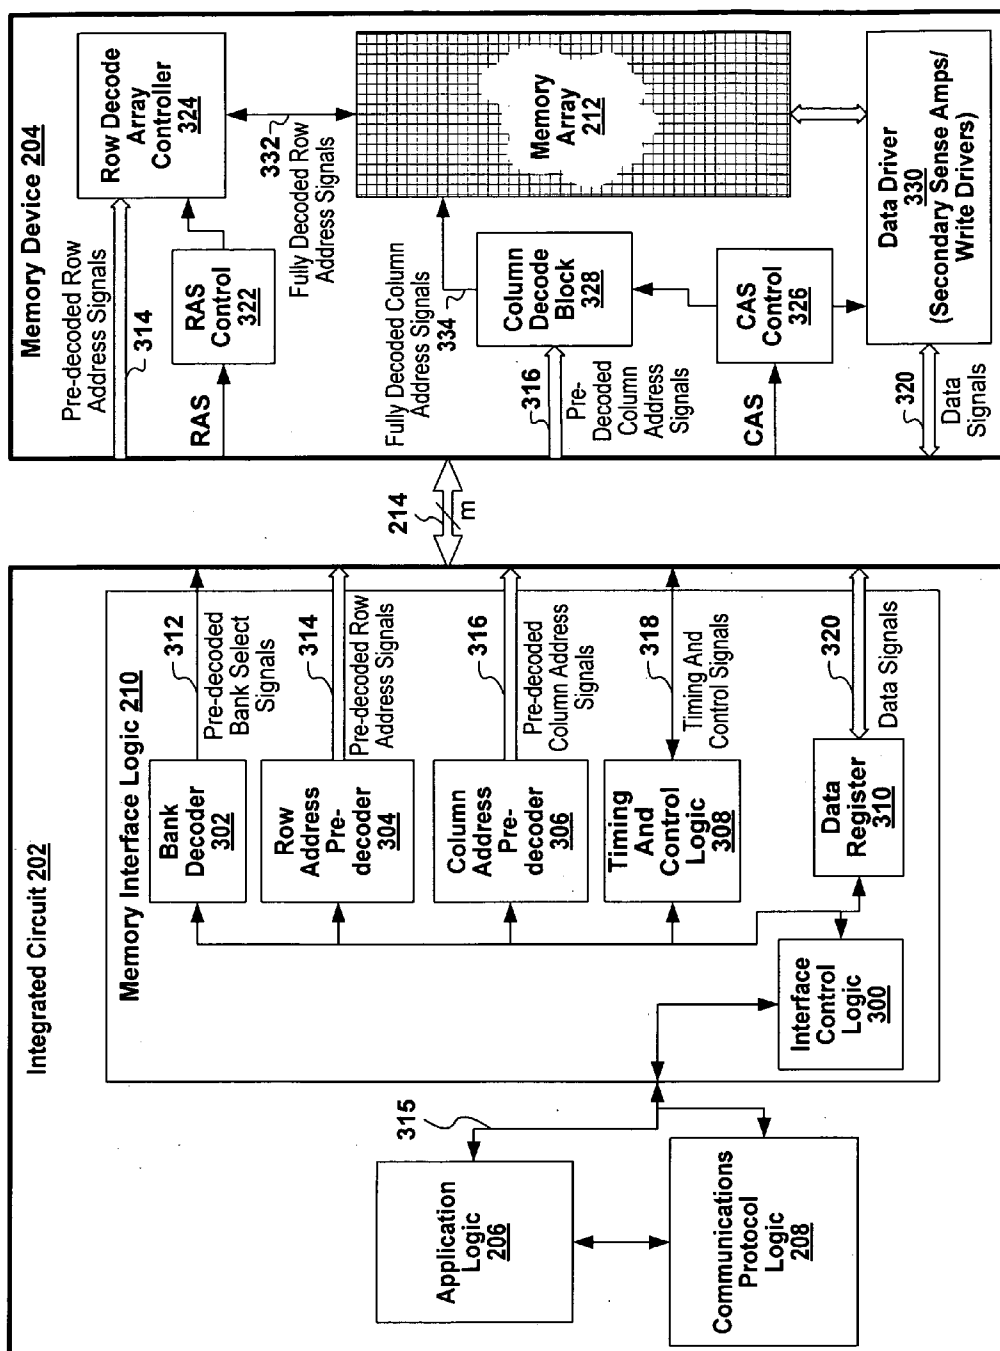 Integrated Circuit 202
Memory Interface Logic 210
Application
Logic
206
Communications
Protocol
Logic
208
315
Interface
Control
Logic
300
Bank
Decoder
302
Row
Address
Pre-
decoder
304
Column
Address
Pre-
decoder
306
Timing
And
Control
Logic
308
Data
Register
310
312
Pre-decoded
Bank Select
Signals
314
Pre-decoded Row
Address Signals
316
Pre-decoded
Column Address
Signals
318
Timing And
Control Signals
320
Data Signals
214
m
Memory Device 204
Pre-decoded Row
Address Signals
314
RAS
RAS
Control
322
Row Decode
Array
Controller
324
332
Fully Decoded Row
Address Signals
Memory
Array
212
Fully Decoded Column
Address Signals
334
Column
Decode
Block
328
316
Pre-
Decoded
Column
Address
Signals
CAS
CAS
Control
326
Data Driver
330
(Secondary Sense Amps/
Write Drivers)
320
Data
Signals